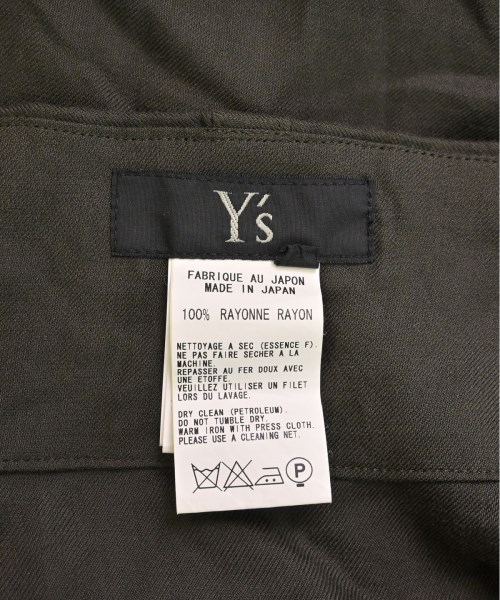 Y's
FABRIQUE AU JAPON
MADE IN JAPAN
100% RAYONNE RAYON
NETTOYAGE A SEC (ESSENCE F).
NE PAS FAIRE SECHER A LA
MACHINE.
REPASSER AU FER DOUX AVEC
UNE ETOFFE.
VEUILLEZ UTILISER UN FILET
LORS DU LAVAGE.
DRY CLEAN (PETROLEUM).
DO NOT TUMBLE DRY.
WARM IRON WITH PRESS CLOTH.
PLEASE USE A CLEANING NET.
P